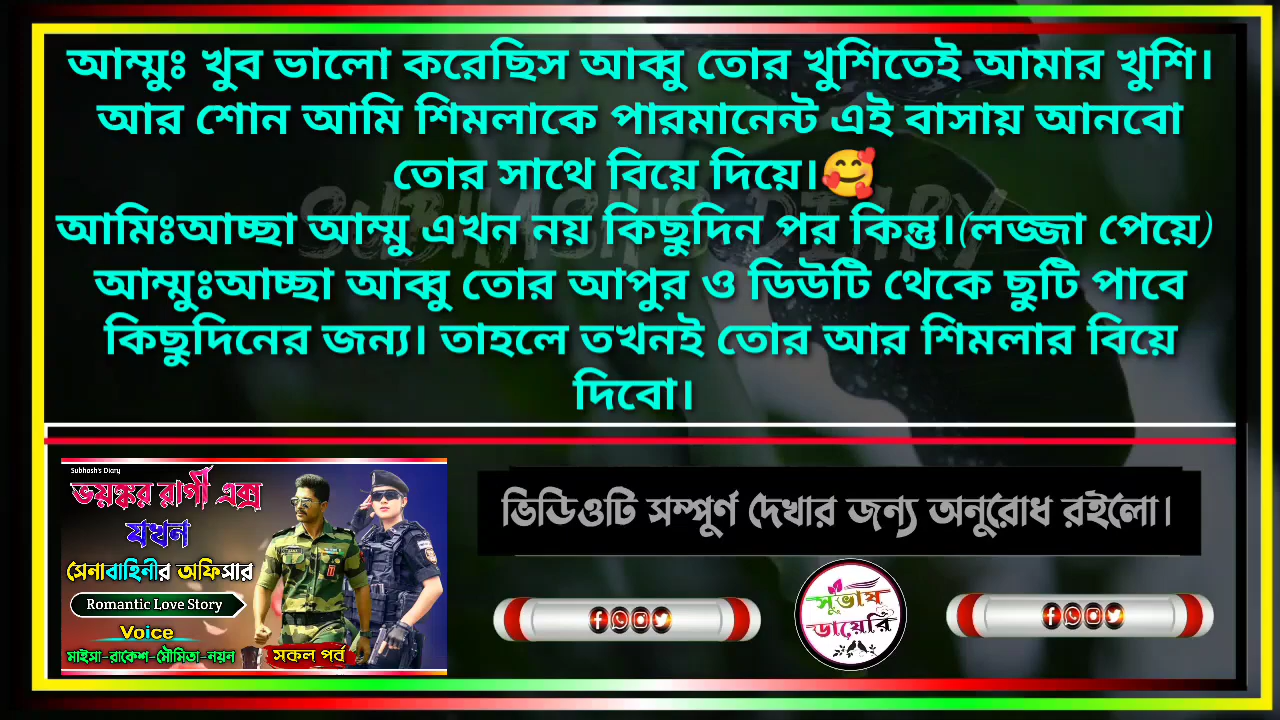 আম্মুঃ খুব ভালো করেছিস আব্বু তোর খুশিতেই আমার খুশি।
আর শোন আমি শিমলাকে পারমানেন্ট এই বাসায় আনবো
তোর সাথে বিয়ে দিয়ে।🥰
আমিঃআচ্ছা আম্মু এখন নয় কিছুদিন পর কিন্তু।(লজ্জা পেয়ে)
আম্মুঃআচ্ছা আব্বু তোর আপুর ও ডিউটি থেকে ছুটি পাবে
কিছুদিনের জন্য। তাহলে তখনই তোর আর শিমলার বিয়ে
দিবো।
SUBHASH'S DIARY
Subhash's Diary
ভয়ঙ্কর রাগী এক্স
যখন
সেনাবাহিনীর অফিসার
Romantic Love Story
Voice
মাইসা-রাকেশ-মৌমিতা-নয়ন
সকল পর্ব
ভিডিওটি সম্পুর্ণ দেখার জন্য অনুরোধ রইলো।
সুভাষ
ডায়েরি